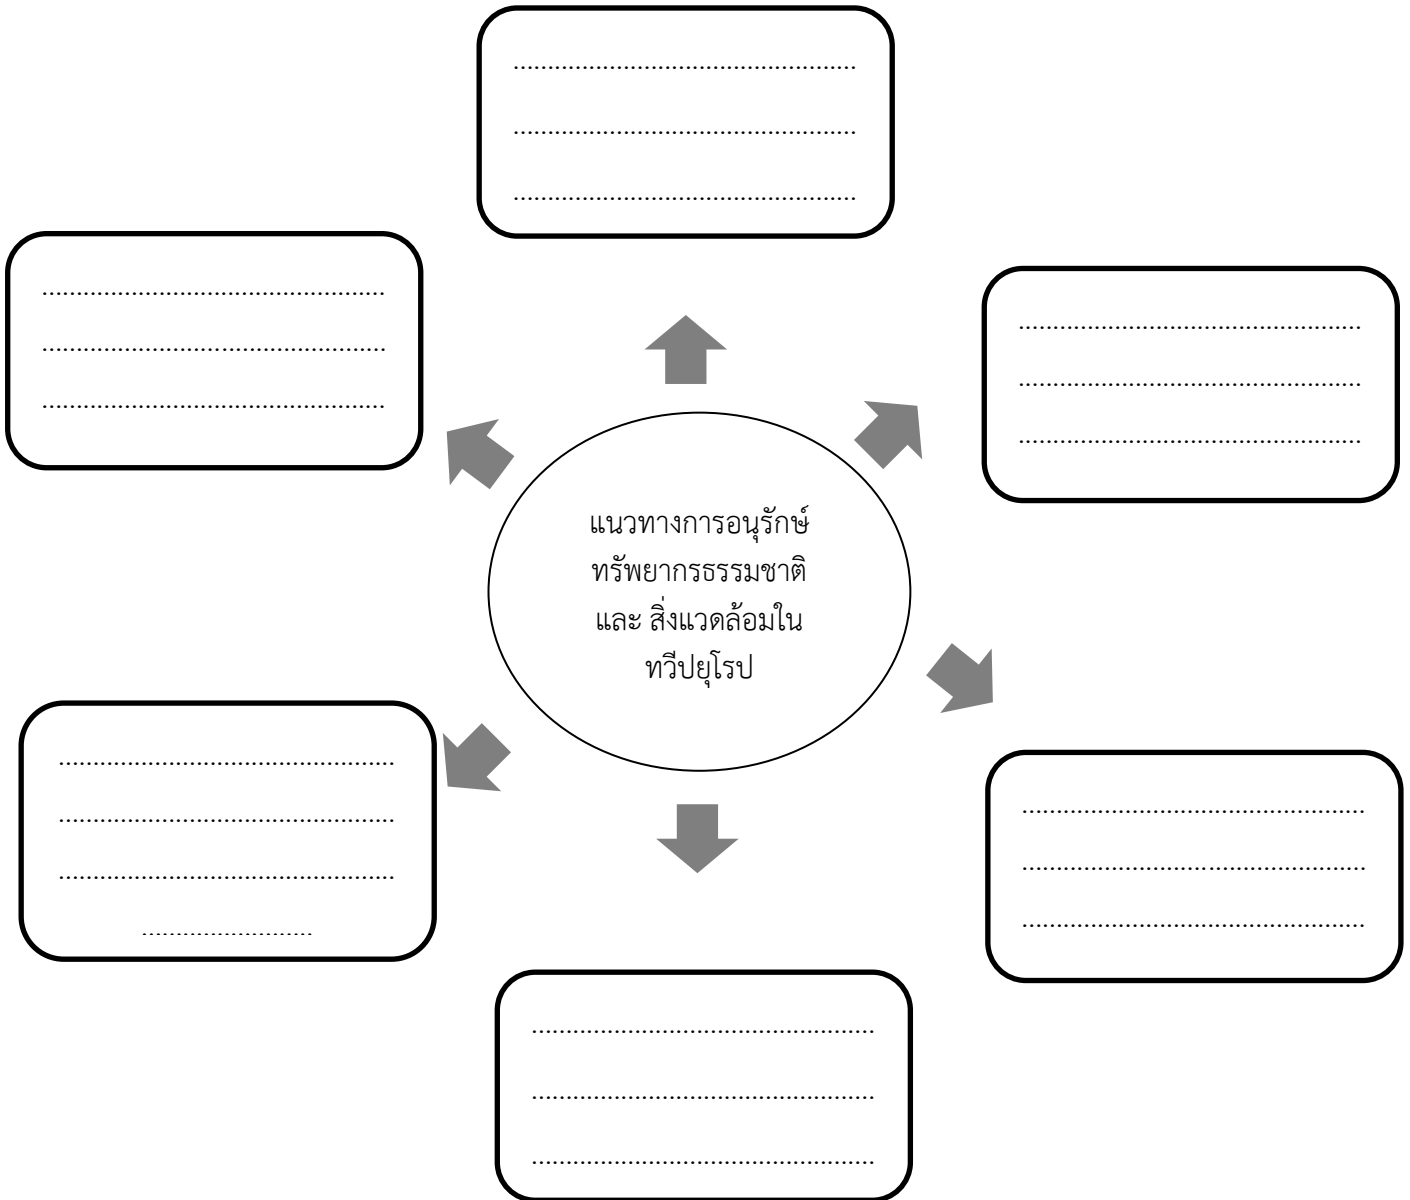 แนวทางการอนุรักษ์
ทรัพยากรธรรมชาติ
และ สิ่งแวดล้อมใน
ทวีปยุโรป